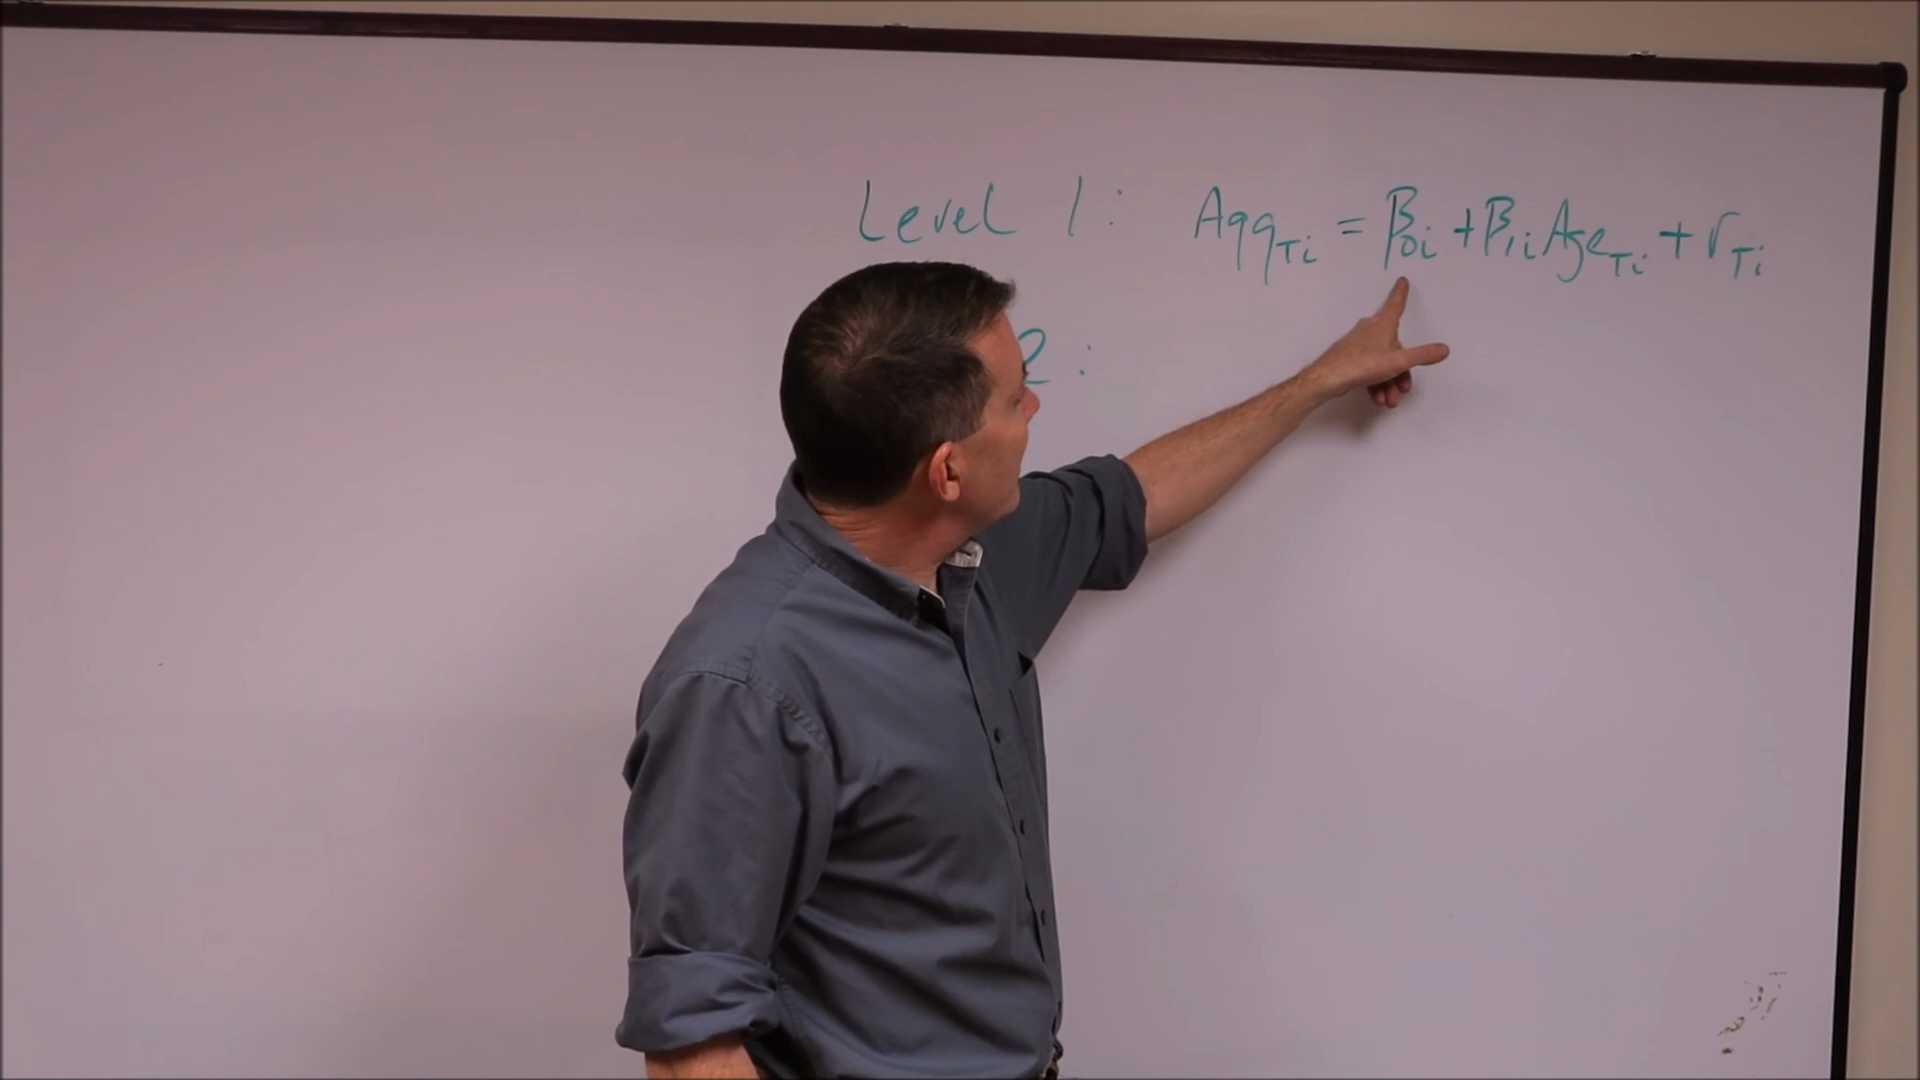 Level 1: Agg_Ti = β_0i + β_1i Age_Ti + r_Ti
2: